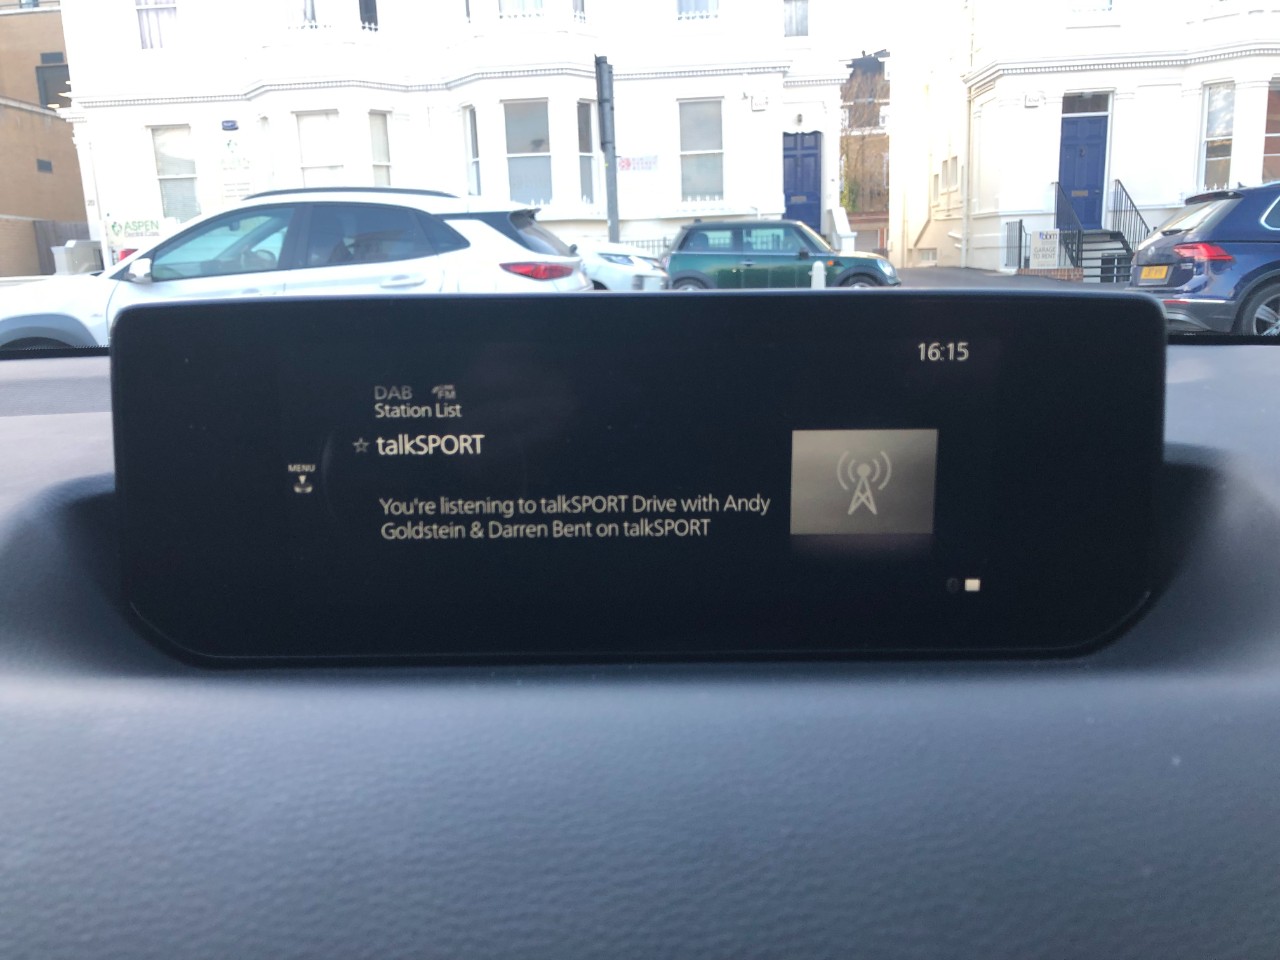 ASPEN
16:15
DAB FM
Station List
talkSPORT
MENU
You're listening to talkSPORT Drive with Andy
Goldstein & Darren Bent on talkSPORT